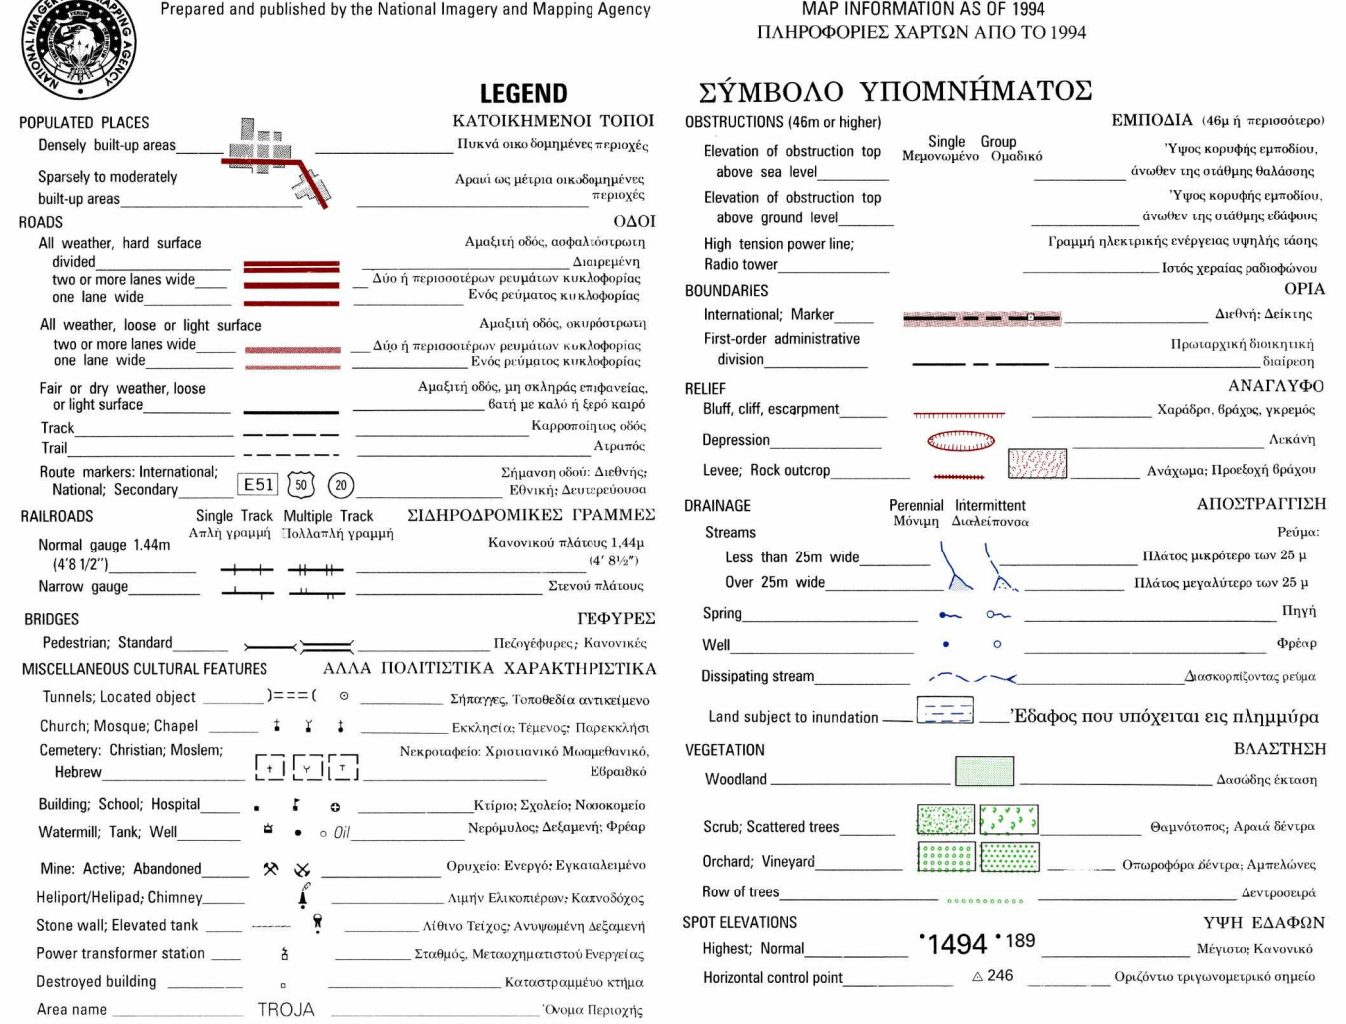 Prepared and published by the National Imagery and Mapping Agency
NATIONAL IMAGERY MAPPING AGENCY
MAP INFORMATION AS OF 1994
ΠΛΗΡΟΦΟΡΙΕΣ ΧΑΡΤΩΝ ΑΠΟ ΤΟ 1994
LEGEND
ΣΎΜΒΟΛΟ ΥΠΟΜΝΉΜΑΤΟΣ
POPULATED PLACES ΚΑΤΟΙΚΗΜΕΝΟΙ ΤΟΠΟΙ
Densely built-up areas Πυκνά οικοδομημένες περιοχές
Sparsely to moderately Αραιά ως μέτρια οικοδομημένες
built-up areas περιοχές
ROADS ΟΔΟΙ
All weather, hard surface Αμαξιτή οδός, ασφαλτόστρωτη
divided Διαιρεμένη
two or more lanes wide Δύο ή περισσοτέρων ρευμάτων κυκλοφορίας
one lane wide Ενός ρεύματος κυκλοφορίας
All weather, loose or light surface Αμαξιτή οδός, σκυρόστρωτη
two or more lanes wide Δύο ή περισσοτέρων ρευμάτων κυκλοφορίας
one lane wide Ενός ρεύματος κυκλοφορίας
Fair or dry weather, loose Αμαξιτή οδός, μη σκληράς επιφανείας,
or light surface βατή με καλό ή ξερό καιρό
Track Καρροποίητος οδός
Trail Ατραπός
Route markers: International; E51 50 20 Σήμανση οδού: Διεθνής;
National; Secondary Εθνική; Δευτερεύουσα
RAILROADS Single Track Multiple Track ΣΙΔΗΡΟΔΡΟΜΙΚΕΣ ΓΡΑΜΜΕΣ
Απλή γραμμή Πολλαπλή γραμμή
Normal gauge 1.44m Κανονικού πλάτους 1,44μ
(4'8 1/2") (4' 8½")
Narrow gauge Στενού πλάτους
BRIDGES ΓΕΦΥΡΕΣ
Pedestrian; Standard Πεζογέφυρες; Κανονικές
MISCELLANEOUS CULTURAL FEATURES ΑΛΛΑ ΠΟΛΙΤΙΣΤΙΚΑ ΧΑΡΑΚΤΗΡΙΣΤΙΚΑ
Tunnels; Located object Σήπαγγες, Τοποθεδία αντικείμενο
Church; Mosque; Chapel Εκκλησία; Τέμενος; Παρεκκλήσι
Cemetery: Christian; Moslem; Νεκροταφείο: Χριστιανικό Μωαμεθανικό,
Hebrew Εβραιθκό
Building; School; Hospital Κτίριο; Σχολείο; Νοσοκομείο
Watermill; Tank; Well Oil Νερόμυλος; Δεξαμενή; Φρέαρ
Mine: Active; Abandoned Ορυχείο: Ενεργό; Εγκαταλειμένο
Heliport/Helipad; Chimney Λιμήν Ελικοπιέρων; Καπνοδόχος
Stone wall; Elevated tank Λίθινο Τείχος; Ανυψωμένη Δεξαμενή
Power transformer station Σταθμός, Μεταοχηματιστού Ενεργείας
Destroyed building Καταστραμμένο κτήμα
Area name TROJA Όνομα Περιοχής
OBSTRUCTIONS (46m or higher) ΕΜΠΟΔΙΑ (46μ ή περισσότερο)
Single Group
Μεμονωμένο Ομαδικό
Elevation of obstruction top Ύψος κορυφής εμποδίου,
above sea level άνωθεν της στάθμης θαλάσσης
Elevation of obstruction top Ύψος κορυφής εμποδίου,
above ground level άνωθεν της στάθμης εδάφους
High tension power line; Γραμμή ηλεκτρικής ενέργειας υψηλής τάσης
Radio tower Ιστός χεραίας ραδιοφώνου
BOUNDARIES ΟΡΙΑ
International; Marker Διεθνή; Δείκτης
First-order administrative Πρωταρχική διοικητική
division διαίρεση
RELIEF ΑΝΑΓΛΥΦΟ
Bluff, cliff, escarpment Χαράδρα, βράχος, γκρεμός
Depression Λεκάνη
Levee; Rock outcrop Ανάχωμα; Προεξοχή βράχου
DRAINAGE Perennial Intermittent ΑΠΟΣΤΡΑΓΓΙΣΗ
Μόνιμη Διαλείπονσα
Streams Ρεύμα:
Less than 25m wide Πλάτος μικρότερο των 25 μ
Over 25m wide Πλάτος μεγαλύτερο των 25 μ
Spring Πηγή
Well Φρέαρ
Dissipating stream Διασκορπίζοντας ρεύμα
Land subject to inundation Έδαφος που υπόχειται εις πλημμύρα
VEGETATION ΒΛΑΣΤΗΣΗ
Woodland Δασώδης έκταση
Scrub; Scattered trees Θαμνότοπος; Αραιά δέντρα
Orchard; Vineyard Οπωροφόρα δέντρα; Αμπελώνες
Row of trees Δεντροσειρά
SPOT ELEVATIONS ΥΨΗ ΕΔΑΦΩΝ
Highest; Normal 1494 189 Μέγιστο; Κανονικό
Horizontal control point 246 Οριζόντιο τριγωνομετρικό σημείο